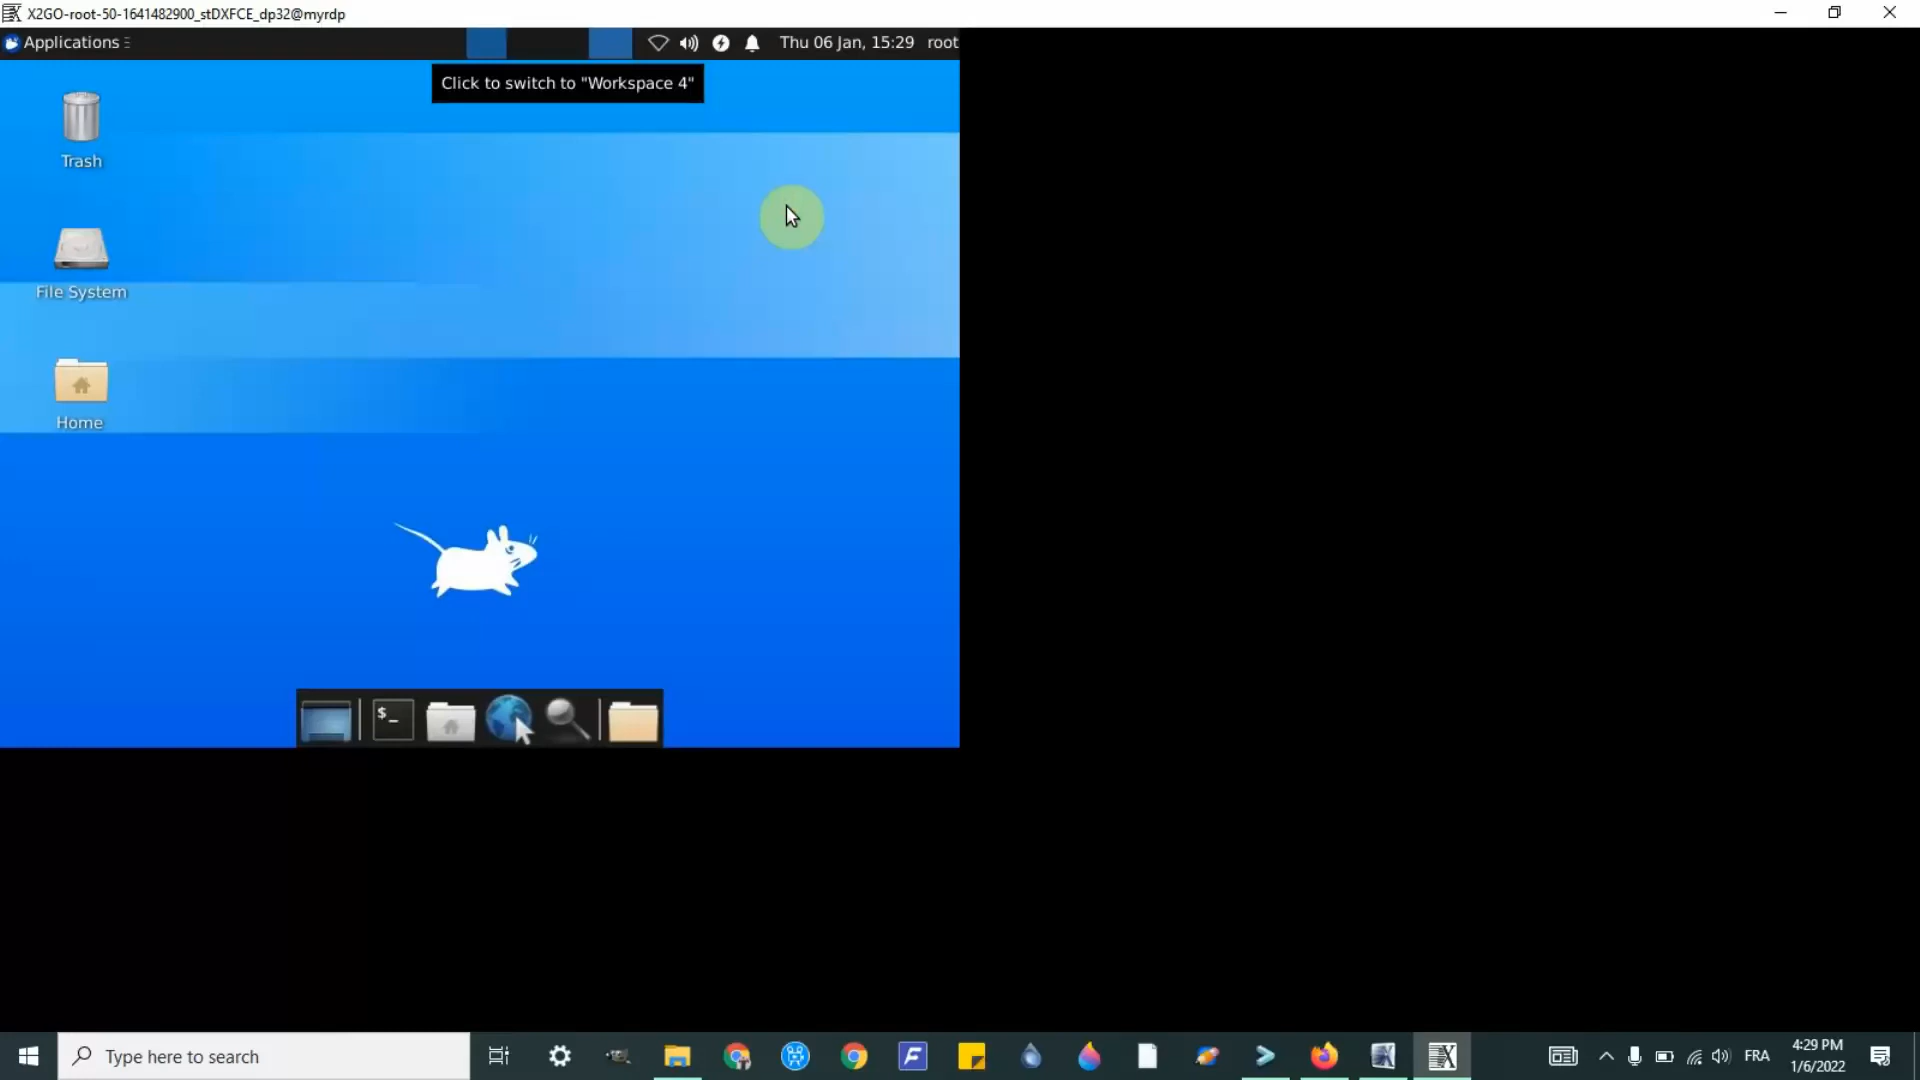 X2GO-root-50-1641482900_stDXFCE_dp32@myrdp
Applications
Thu 06 Jan, 15:29 root
Click to switch to "Workspace 4"
Trash
File System
Home
$_
Type here to search
FRA
4:29 PM
1/6/2022